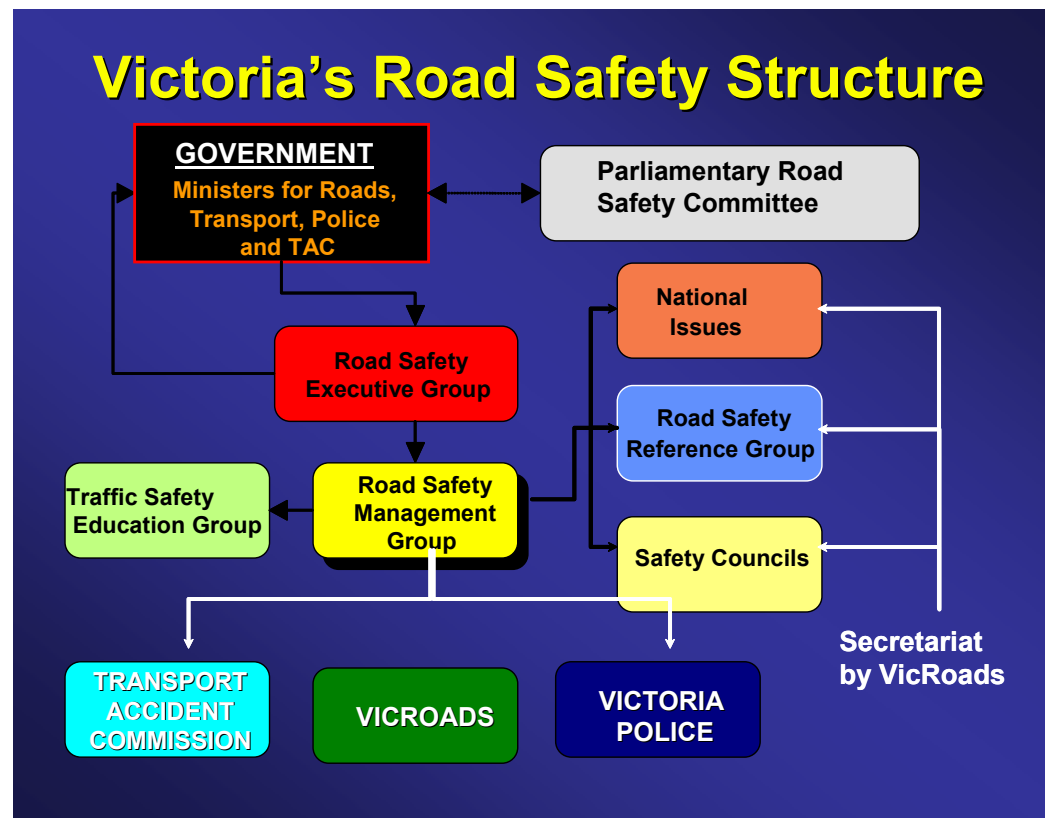 Victoria's Road Safety Structure
GOVERNMENT
Ministers for Roads,
Transport, Police
and TAC
Parliamentary Road
Safety Committee
National
Issues
Road Safety
Executive Group
Road Safety
Reference Group
Traffic Safety
Education Group
Road Safety
Management
Group
Safety Councils
Secretariat
by VicRoads
TRANSPORT
ACCIDENT
COMMISSION
VICROADS
VICTORIA
POLICE